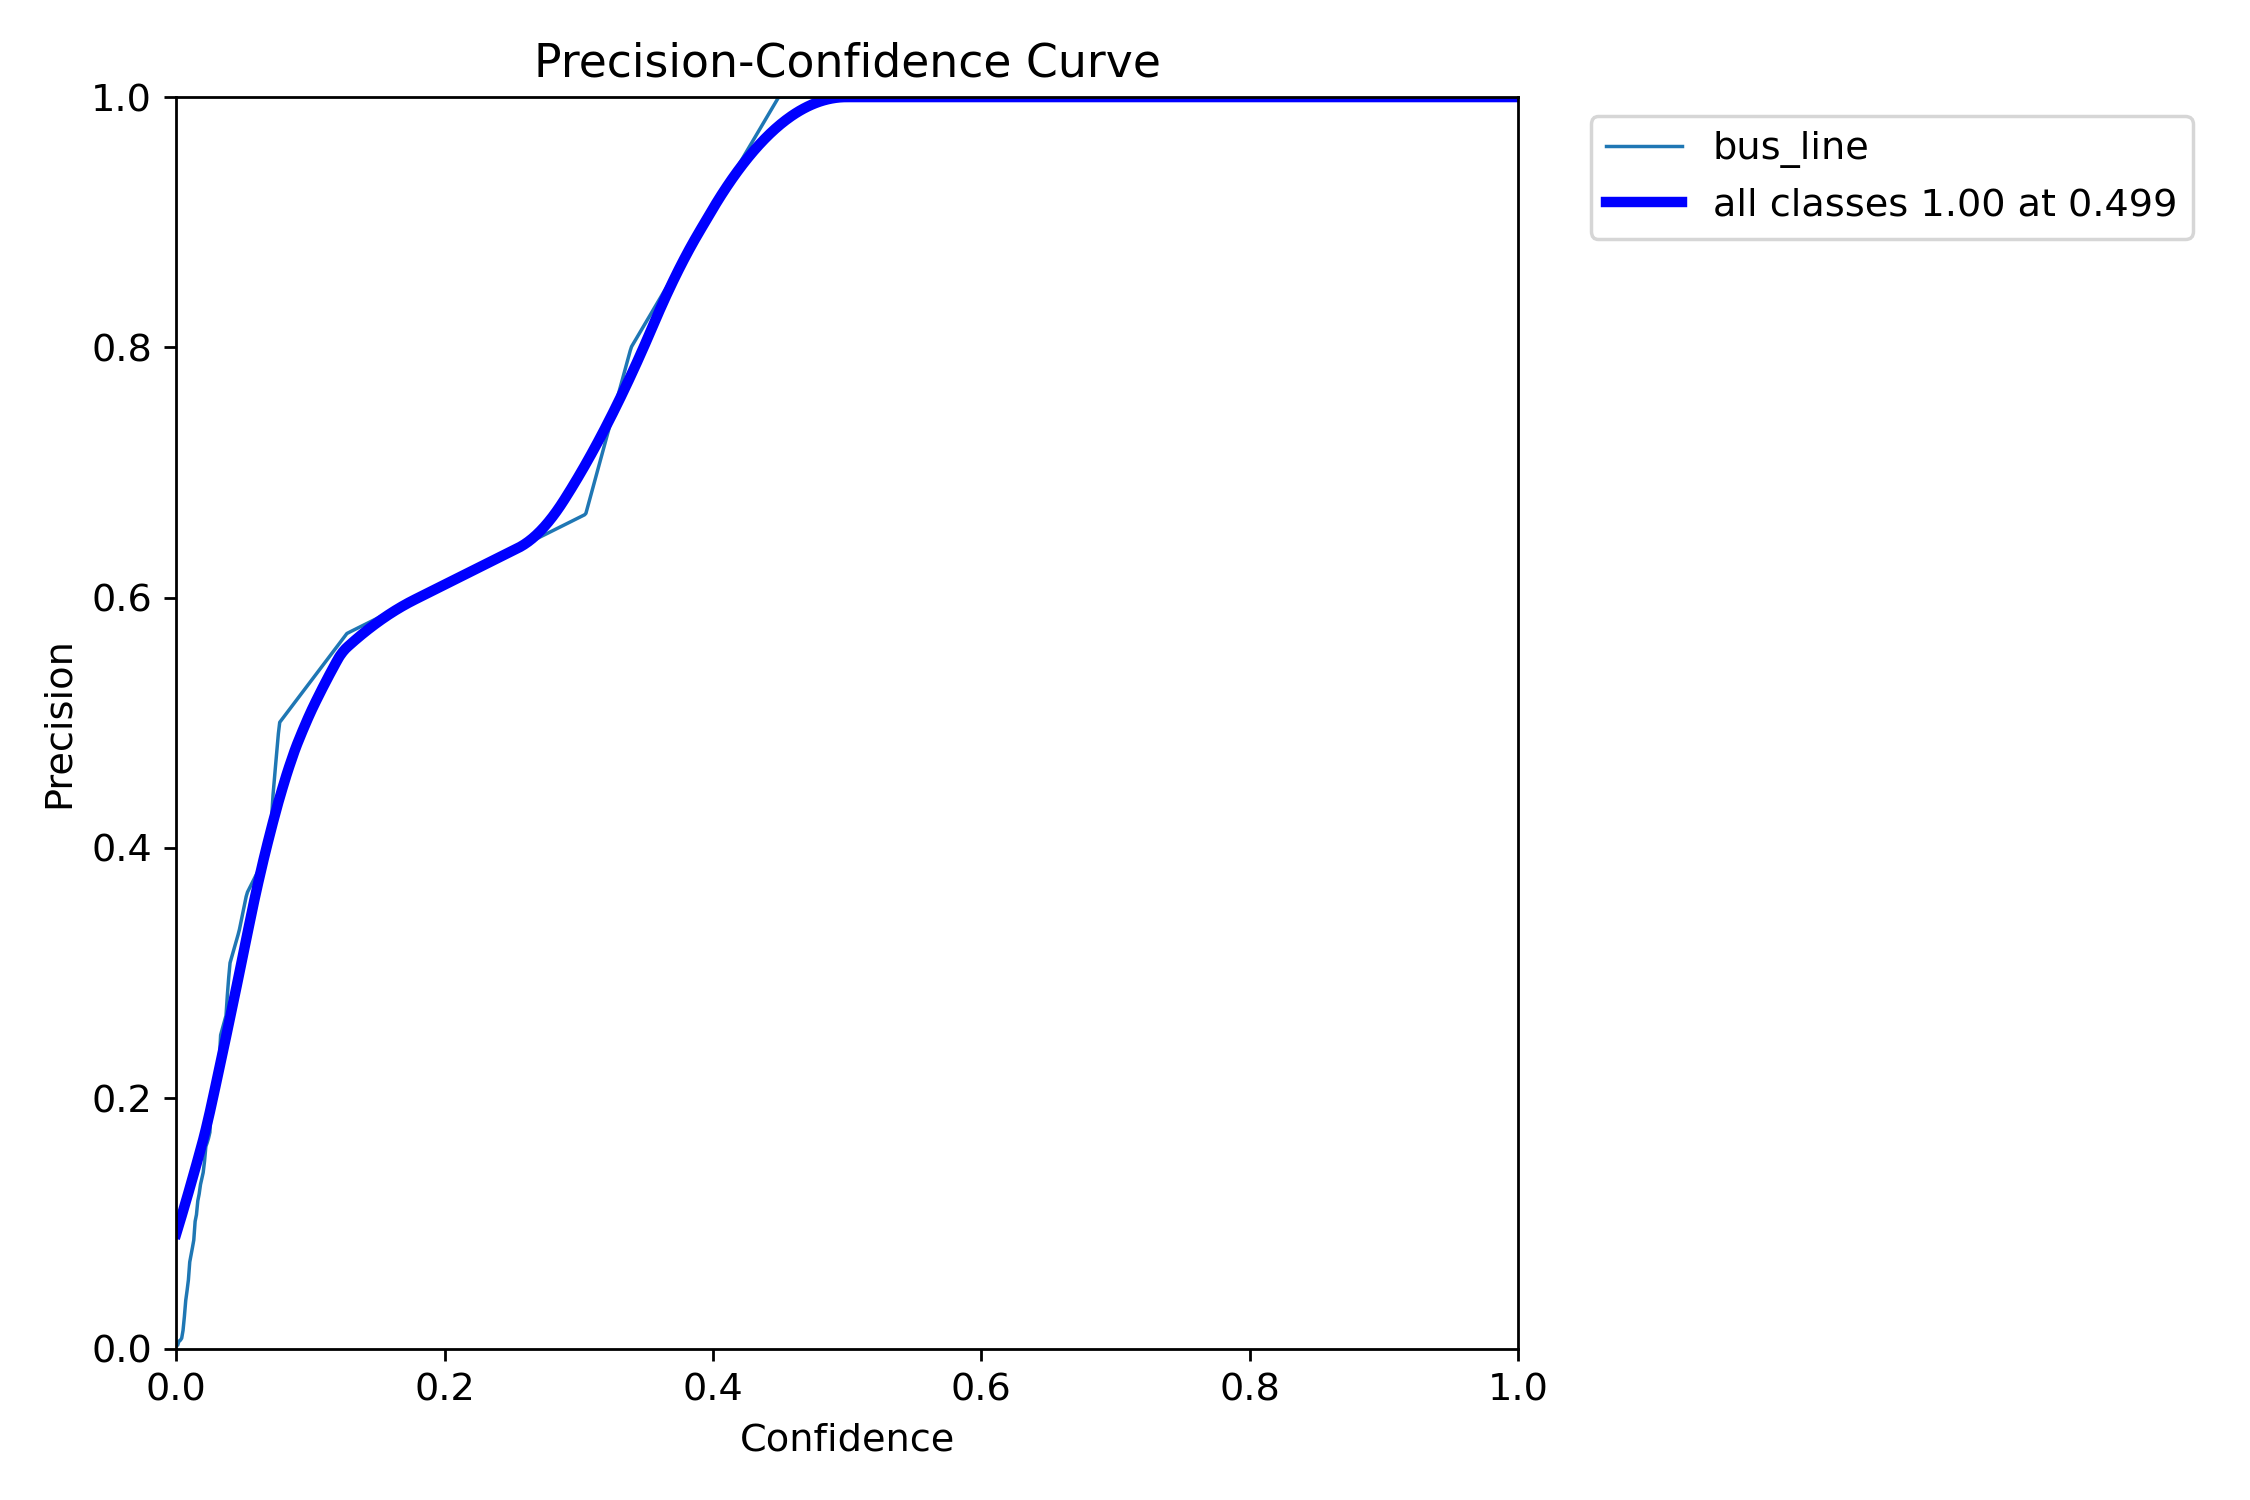 Precision-Confidence Curve
1.0
0.8
0.6
0.4
0.2
0.0
Precision
0.0 0.2 0.4 0.6 0.8 1.0
Confidence
bus_line
all classes 1.00 at 0.499